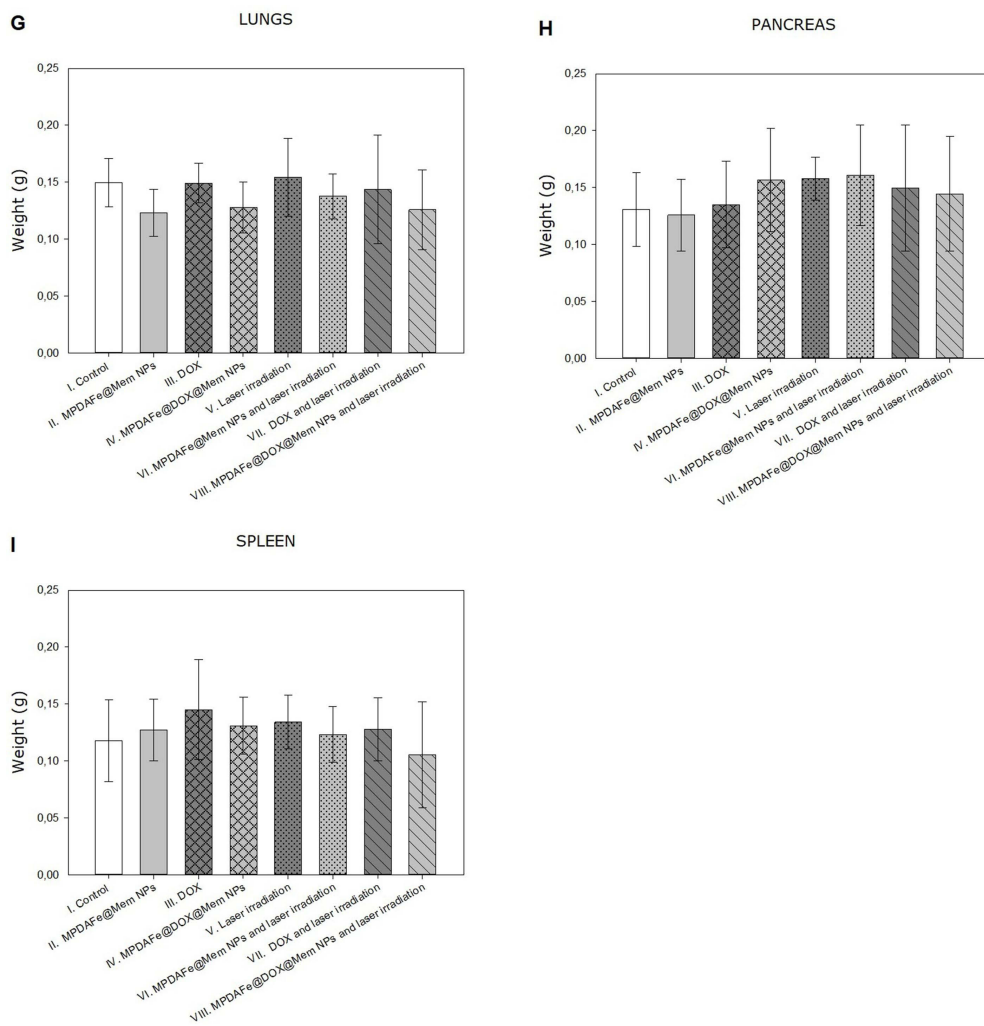 G
LUNGS
Weight (g)
0,25
0,20
0,15
0,10
0,05
0,00
I. Control
II. MPDAFe@Mem NPs
III. DOX
IV. MPDAFe@DOX@Mem NPs
V. Laser irradiation
VI. MPDAFe@Mem NPs and laser irradiation
VII. DOX and laser irradiation
VIII. MPDAFe@DOX@Mem NPs and laser irradiation
H
PANCREAS
Weight (g)
0,25
0,20
0,15
0,10
0,05
0,00
I. Control
II. MPDAFe@Mem NPs
III. DOX
IV. MPDAFe@DOX@Mem NPs
V. Laser irradiation
VI. MPDAFe@Mem NPs and laser irradiation
VII. DOX and laser irradiation
VIII. MPDAFe@DOX@Mem NPs and laser irradiation
I
SPLEEN
Weight (g)
0,25
0,20
0,15
0,10
0,05
0,00
I. Control
II. MPDAFe@Mem NPs
III. DOX
IV. MPDAFe@DOX@Mem NPs
V. Laser irradiation
VI. MPDAFe@Mem NPs and laser irradiation
VII. DOX and laser irradiation
VIII. MPDAFe@DOX@Mem NPs and laser irradiation